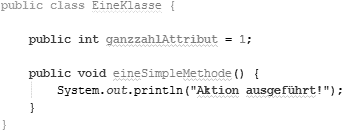 public class EineKlasse {
public int ganzzahlAttribut = 1;
public void eineSimpleMethode() {
System.out.println("Aktion ausgeführt!");
}
}